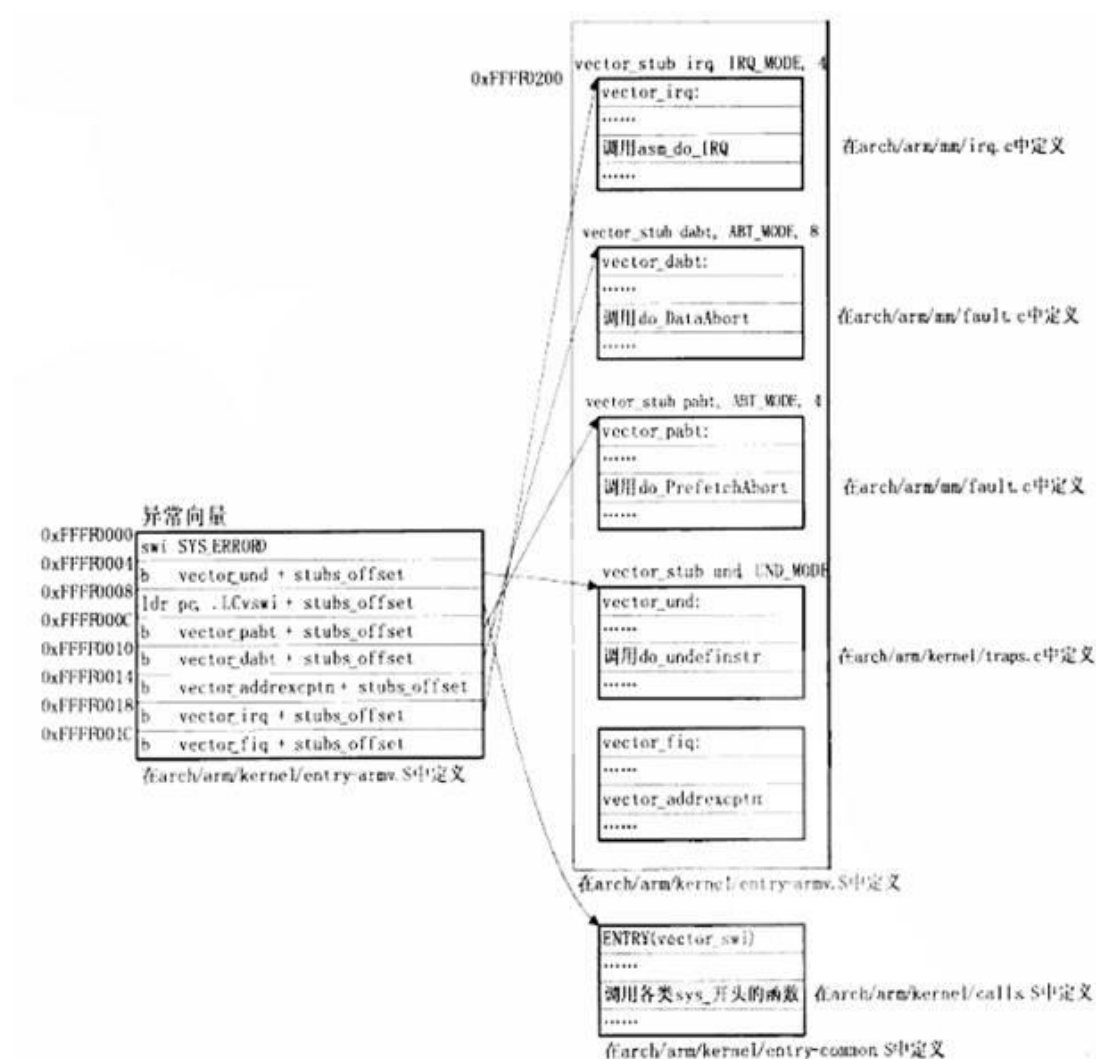 0xFFFF0200
vector_stub irq, IRQ_MODE, 4
vector_irq:
......
调用asm_do_IRQ
......
在arch/arm/mm/irq.c中定义
vector_stub dabt, ABT_MODE, 8
vector_dabt:
......
调用do_DataAbort
......
在arch/arm/mm/fault.c中定义
vector_stub pabt, ABT_MODE, 4
vector_pabt:
......
调用do_PrefetchAbort
......
在arch/arm/mm/fault.c中定义
vector_stub und, UND_MODE
vector_und:
......
调用do_undefinstr
......
在arch/arm/kernel/traps.c中定义
vector_fiq:
......
vector_addrexcptn
......
在arch/arm/kernel/entry-armv.S中定义
异常向量
0xFFFF0000
swi SYS_ERROR0
0xFFFF0004
b vector_und + stubs_offset
0xFFFF0008
ldr pc, .LCvswi + stubs_offset
0xFFFF000C
b vector_pabt + stubs_offset
0xFFFF0010
b vector_dabt + stubs_offset
0xFFFF0014
b vector_addrexcptn + stubs_offset
0xFFFF0018
b vector_irq + stubs_offset
0xFFFF001C
b vector_fiq + stubs_offset
在arch/arm/kernel/entry-armv.S中定义
ENTRY(vector_swi)
......
调用各类sys_开头的函数
......
在arch/arm/kernel/calls.S中定义
在arch/arm/kernel/entry-common.S中定义